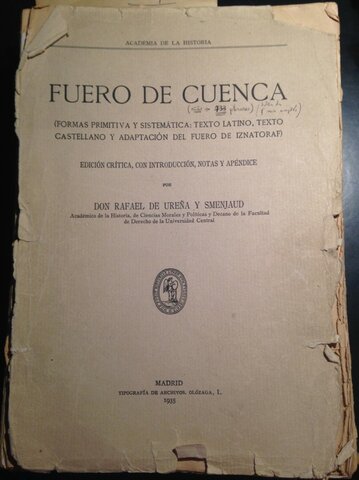 ACADEMIA DE LA HISTORIA
FUERO DE CUENCA
(FORMAS PRIMITIVA Y SISTEMÁTICA: TEXTO LATINO, TEXTO
CASTELLANO Y ADAPTACIÓN DEL FUERO DE IZNATORAF)
EDICIÓN CRÍTICA, CON INTRODUCCIÓN, NOTAS Y APÉNDICE
POR
DON RAFAEL DE UREÑA Y SMENJAUD
Académico de la Historia, de Ciencias Morales y Políticas y Decano de la Facultad
de Derecho de la Universidad Central
MADRID
TIPOGRAFÍA DE ARCHIVOS. OLÓZAGA, I.
1935